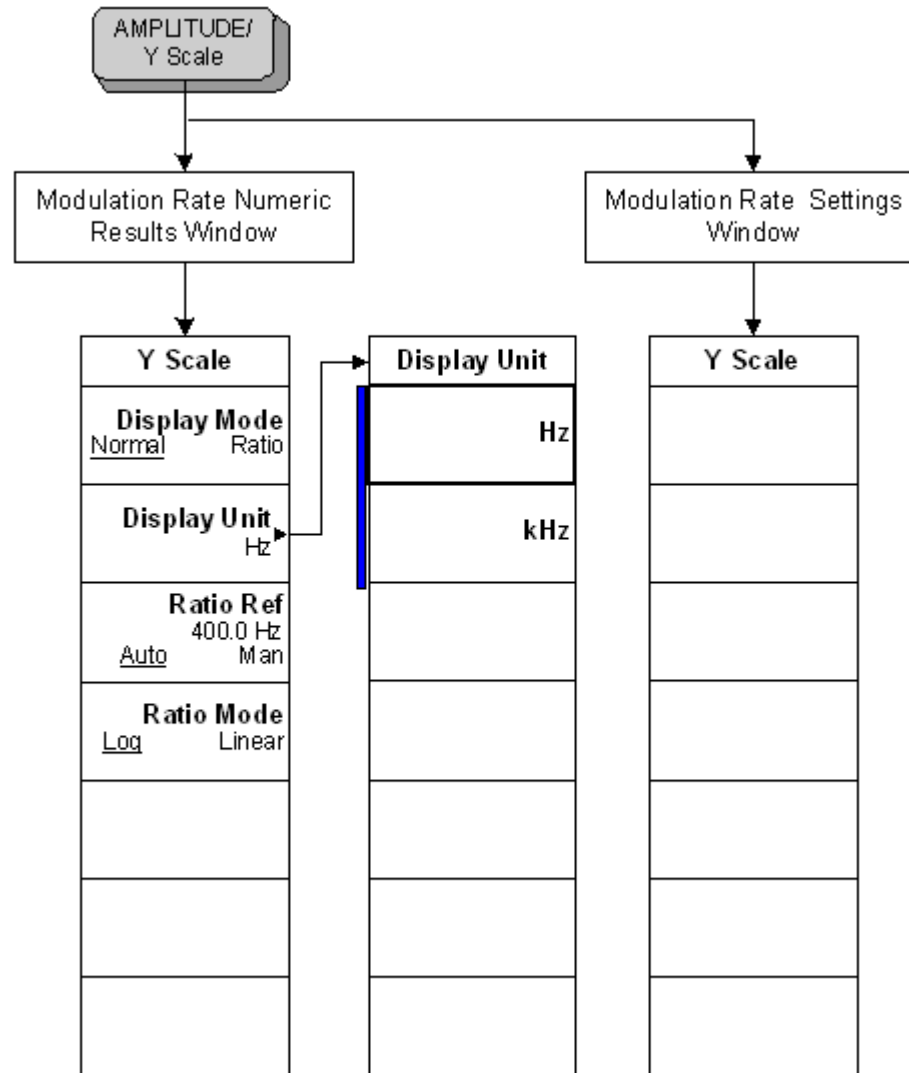 AMPLITUDE/
Y Scale
Modulation Rate Numeric
Results Window
Modulation Rate Settings
Window
Y Scale
Display Mode
Normal Ratio
Display Unit
Hz
Ratio Ref
400.0 Hz
Auto Man
Ratio Mode
Log Linear
Display Unit
Hz
kHz
Y Scale